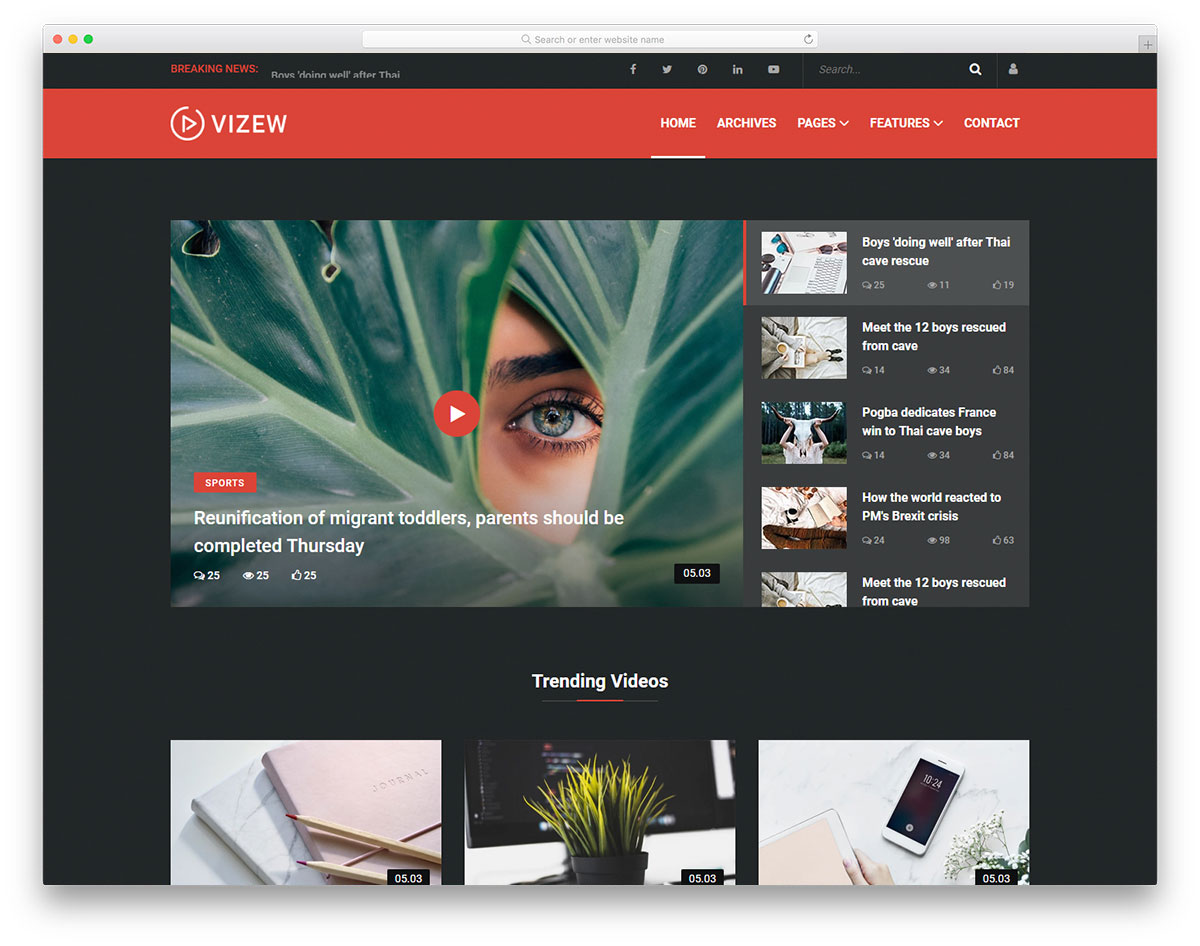 Search or enter website name
BREAKING NEWS:
Boys 'doing well' after Thai
Search...
VIZEW
HOME
ARCHIVES
PAGES
FEATURES
CONTACT
SPORTS
Reunification of migrant toddlers, parents should be
completed Thursday
25 25 25
05.03
Boys 'doing well' after Thai
cave rescue
25 11 19
Meet the 12 boys rescued
from cave
14 34 84
Pogba dedicates France
win to Thai cave boys
14 34 84
How the world reacted to
PM's Brexit crisis
24 98 63
Meet the 12 boys rescued
from cave
Trending Videos
JOURNAL
05.03
05.03
10:24
05.03